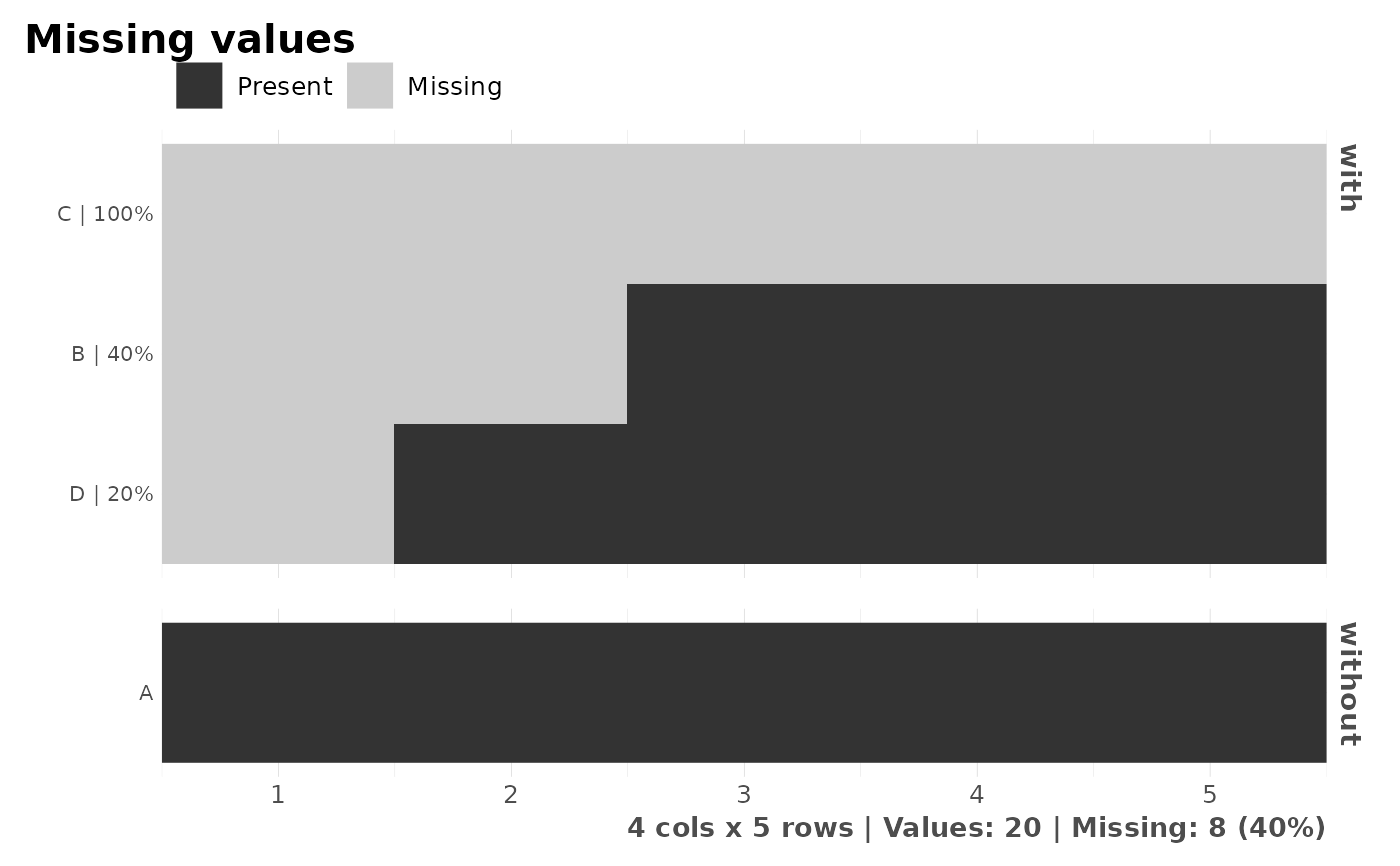 Missing values
Present Missing
with
C | 100%
B | 40%
D | 20%
without
A
1 2 3 4 5
4 cols x 5 rows | Values: 20 | Missing: 8 (40%)